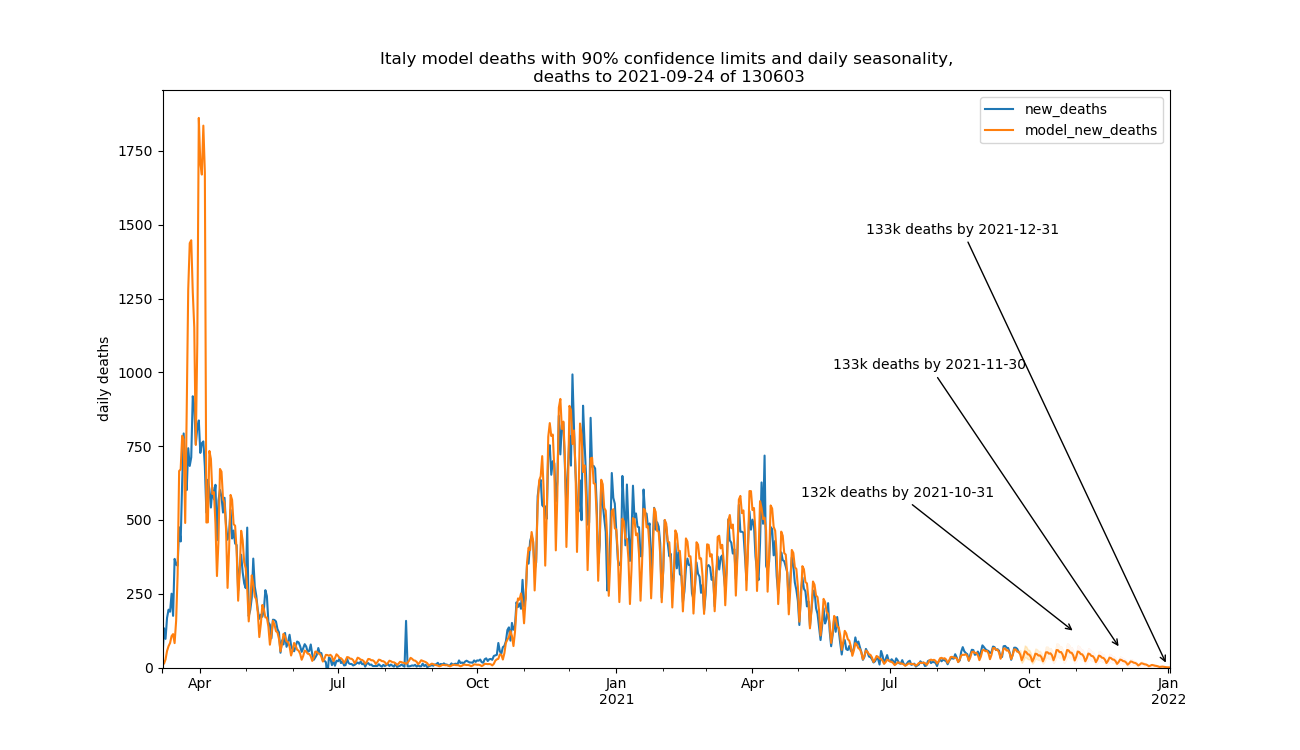 Italy model deaths with 90% confidence limits and daily seasonality,
deaths to 2021-09-24 of 130603
new_deaths
model_new_deaths
1750
1500
1250
1000
750
500
250
0
daily deaths
133k deaths by 2021-12-31
133k deaths by 2021-11-30
132k deaths by 2021-10-31
Apr
Jul
Oct
Jan
2021
Apr
Jul
Oct
Jan
2022